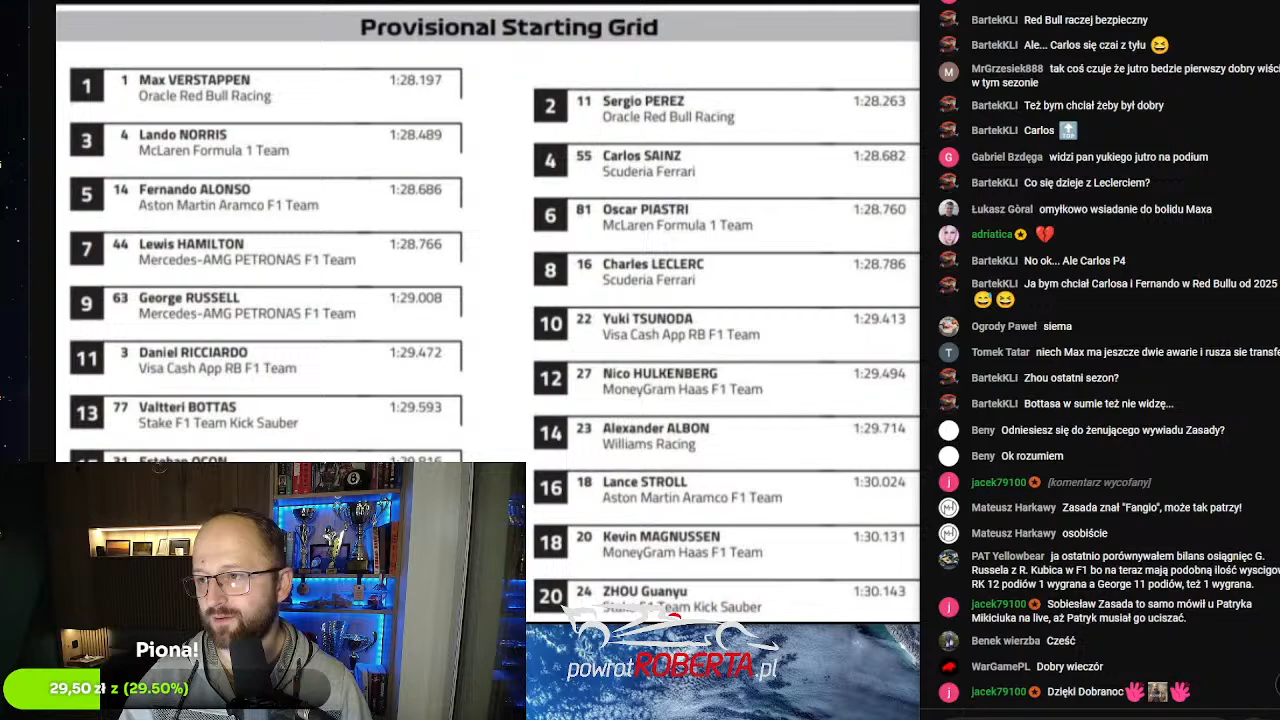 Provisional Starting Grid
1 1 Max VERSTAPPEN 1:28.197
Oracle Red Bull Racing
2 11 Sergio PEREZ 1:28.263
Oracle Red Bull Racing
3 4 Lando NORRIS 1:28.489
McLaren Formula 1 Team
4 55 Carlos SAINZ 1:28.682
Scuderia Ferrari
5 14 Fernando ALONSO 1:28.686
Aston Martin Aramco F1 Team
6 81 Oscar PIASTRI 1:28.760
McLaren Formula 1 Team
7 44 Lewis HAMILTON 1:28.766
Mercedes-AMG PETRONAS F1 Team
8 16 Charles LECLERC 1:28.786
Scuderia Ferrari
9 63 George RUSSELL 1:29.008
Mercedes-AMG PETRONAS F1 Team
10 22 Yuki TSUNODA 1:29.413
Visa Cash App RB F1 Team
11 3 Daniel RICCIARDO 1:29.472
Visa Cash App RB F1 Team
12 27 Nico HULKENBERG 1:29.494
MoneyGram Haas F1 Team
13 77 Valtteri BOTTAS 1:29.593
Stake F1 Team Kick Sauber
14 23 Alexander ALBON 1:29.714
Williams Racing
31 Esteban OCON 1:29.816
16 18 Lance STROLL 1:30.024
Aston Martin Aramco F1 Team
18 20 Kevin MAGNUSSEN 1:30.131
MoneyGram Haas F1 Team
20 24 ZHOU Guanyu 1:30.143
Stake F1 Team Kick Sauber
Piona!
29,50 zł z (29.50%)
powrotROBERTA.pl
BartekKLI Red Bull raczej bezpieczny
BartekKLI Ale... Carlos się czai z tyłu
MrGrzesiek888 tak coś czuje że jutro bedzie pierwszy dobry wiści
w tym sezonie
BartekKLI Też bym chciał żeby był dobry
BartekKLI Carlos TOP
Gabriel Bzdęga widzi pan yukiego jutro na podium
BartekKLI Co się dzieje z Leclerciem?
Łukasz Góral omyłkowo wsiadanie do bolidu Maxa
adriatica
BartekKLI No ok... Ale Carlos P4
BartekKLI Ja bym chciał Carlosa i Fernando w Red Bullu od 2025
Ogrody Paweł siema
Tomek Tatar niech Max ma jeszcze dwie awarie i rusza sie transfe
BartekKLI Zhou ostatni sezon?
BartekKLI Bottasa w sumie też nie widzę...
Beny Odniesiesz się do żenującego wywiadu Zasady?
Beny Ok rozumiem
jacek79100 [komentarz wycofany]
Mateusz Harkawy Zasada znał "Fangio", może tak patrzy!
Mateusz Harkawy osobiście
PAT Yellowbear ja ostatnio porównywałem bilans osiągnięc G.
Russela z R. Kubica w F1 bo na teraz mają podobną ilość wyscigow
RK 12 podiów 1 wygrana a George 11 podiów, też 1 wygrana.
jacek79100 Sobiesław Zasada to samo mówił u Patryka
Mikiciuka na live, aż Patryk musiał go uciszać.
Benek wierzba Cześć
WarGamePL Dobry wieczór
jacek79100 Dzięki Dobranoc